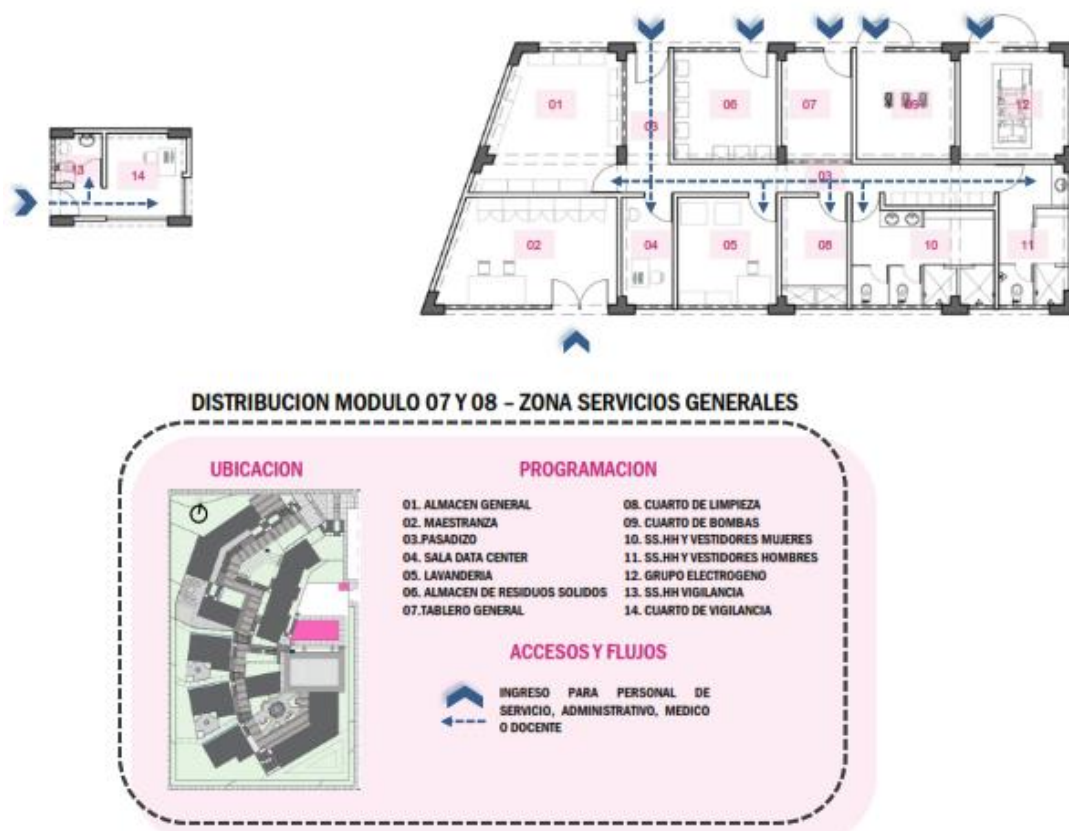 01
03
06
07
09
12
13
14
03
02
04
05
08
10
11
DISTRIBUCION MODULO 07 Y 08 – ZONA SERVICIOS GENERALES
UBICACION
PROGRAMACION
01. ALMACEN GENERAL
02. MAESTRANZA
03.PASADIZO
04. SALA DATA CENTER
05. LAVANDERIA
06. ALMACEN DE RESIDUOS SOLIDOS
07.TABLERO GENERAL
08. CUARTO DE LIMPIEZA
09. CUARTO DE BOMBAS
10. SS.HH Y VESTIDORES MUJERES
11. SS.HH Y VESTIDORES HOMBRES
12. GRUPO ELECTROGENO
13. SS.HH VIGILANCIA
14. CUARTO DE VIGILANCIA
ACCESOS Y FLUJOS
INGRESO PARA PERSONAL DE
SERVICIO, ADMINISTRATIVO, MEDICO
O DOCENTE